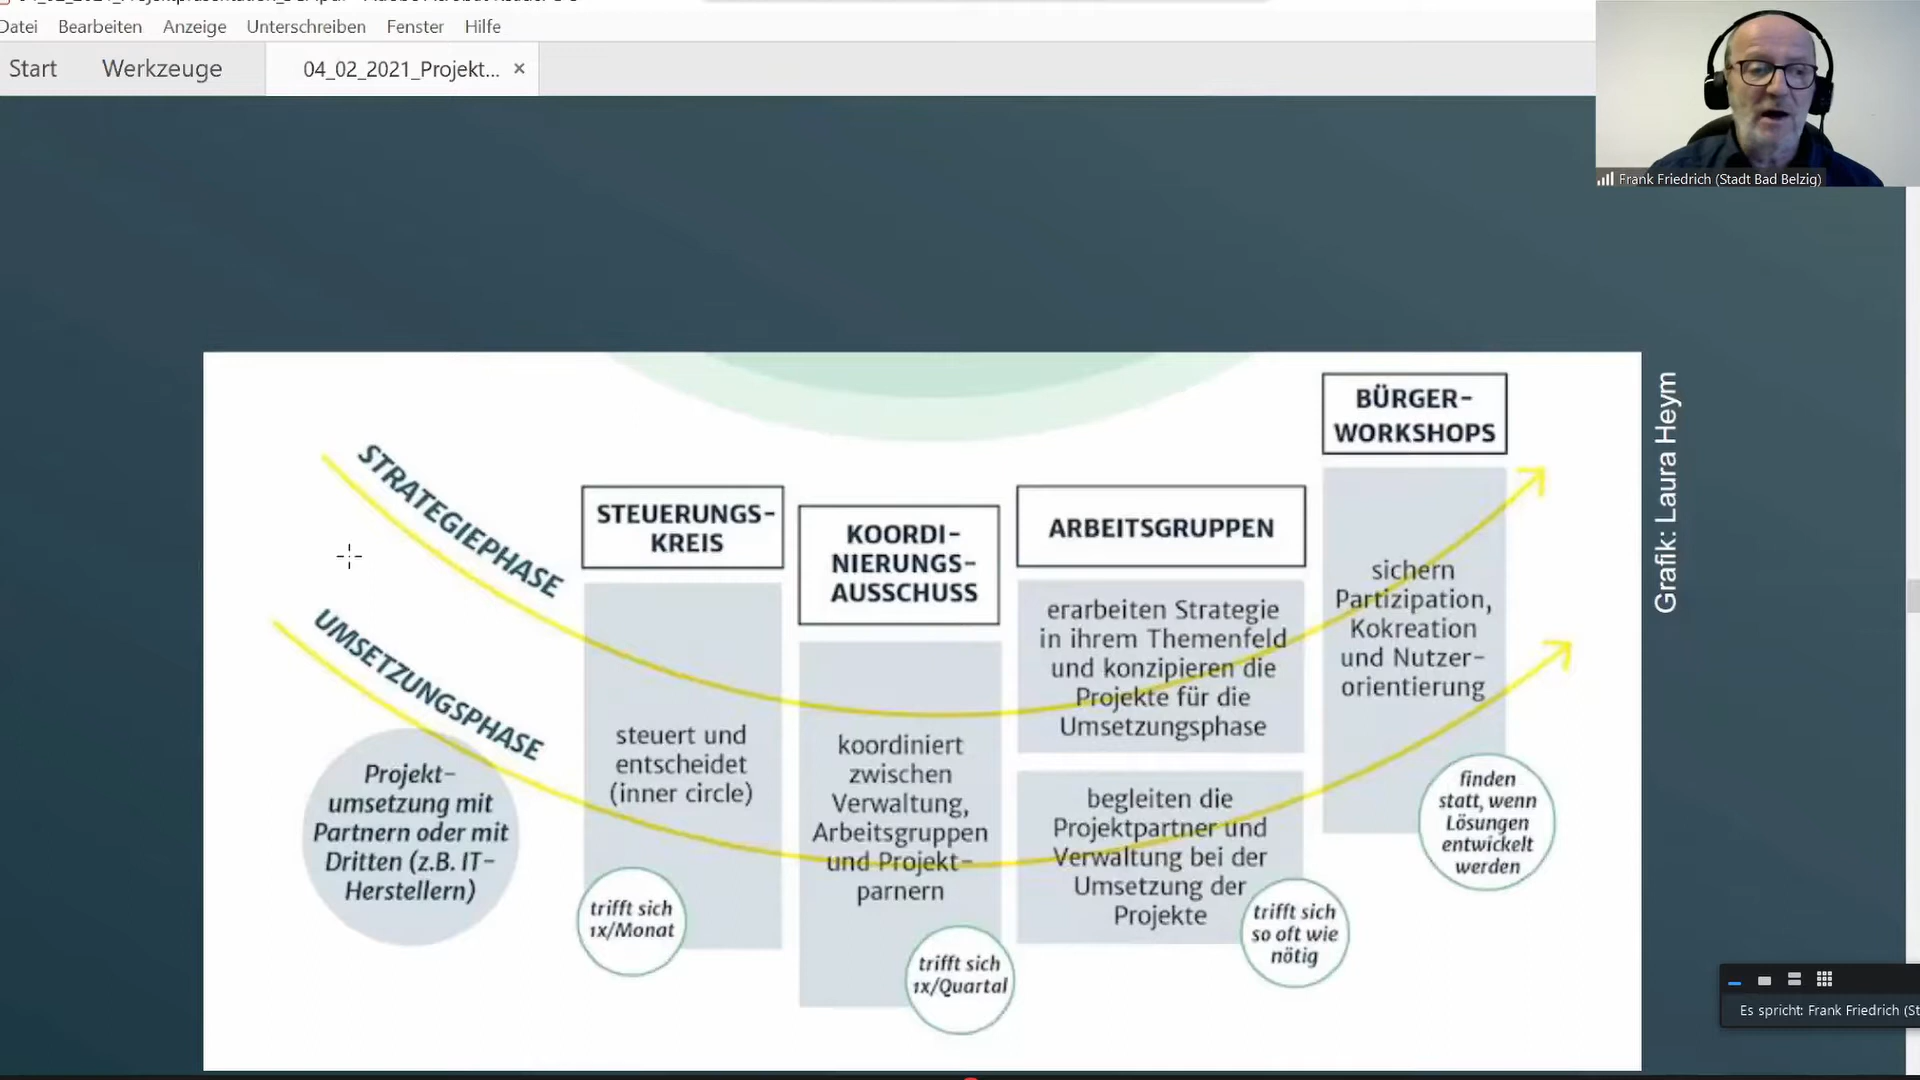 Datei Bearbeiten Anzeige Unterschreiben Fenster Hilfe
Start Werkzeuge 04_02_2021_Projekt... ×
Frank Friedrich (Stadt Bad Belzig)
STRATEGIEPHASE
UMSETZUNGSPHASE
Projekt-
umsetzung mit
Partnern oder mit
Dritten (z.B. IT-
Herstellern)
STEUERUNGS-
KREIS
steuert und
entscheidet
(inner circle)
trifft sich
1x/Monat
KOORDI-
NIERUNGS-
AUSSCHUSS
koordiniert
zwischen
Verwaltung,
Arbeitsgruppen
und Projekt-
parnern
trifft sich
1x/Quartal
ARBEITSGRUPPEN
erarbeiten Strategie
in ihrem Themenfeld
und konzipieren die
Projekte für die
Umsetzungsphase
begleiten die
Projektpartner und
Verwaltung bei der
Umsetzung der
Projekte
trifft sich
so oft wie
nötig
BÜRGER-
WORKSHOPS
sichern
Partizipation,
Kokreation
und Nutzer-
orientierung
finden
statt, wenn
Lösungen
entwickelt
werden
Grafik: Laura Heym
Es spricht: Frank Friedrich (St